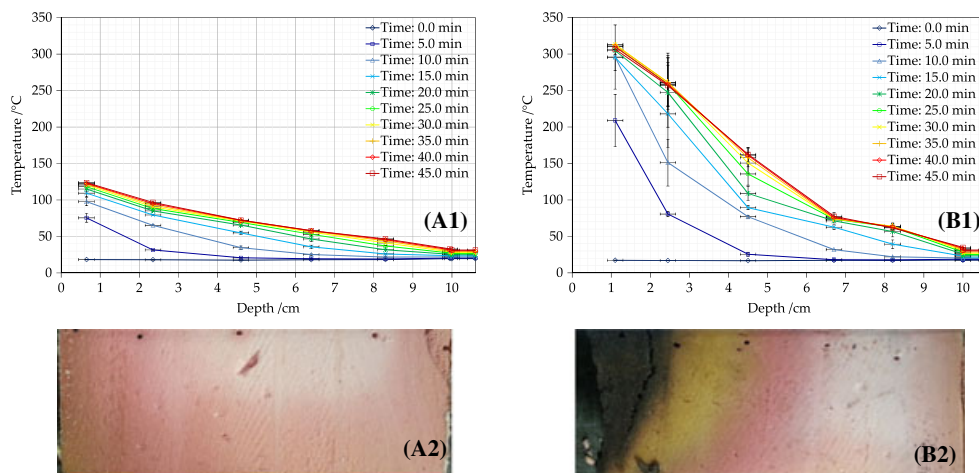 350
300
250
200
150
100
50
0
Temperature /°C
0 1 2 3 4 5 6 7 8 9 10
Depth /cm
Time: 0.0 min
Time: 5.0 min
Time: 10.0 min
Time: 15.0 min
Time: 20.0 min
Time: 25.0 min
Time: 30.0 min
Time: 35.0 min
Time: 40.0 min
Time: 45.0 min
(A1)
350
300
250
200
150
100
50
0
Temperature /°C
0 1 2 3 4 5 6 7 8 9 10
Depth /cm
Time: 0.0 min
Time: 5.0 min
Time: 10.0 min
Time: 15.0 min
Time: 20.0 min
Time: 25.0 min
Time: 30.0 min
Time: 35.0 min
Time: 40.0 min
Time: 45.0 min
(B1)
(A2)
(B2)